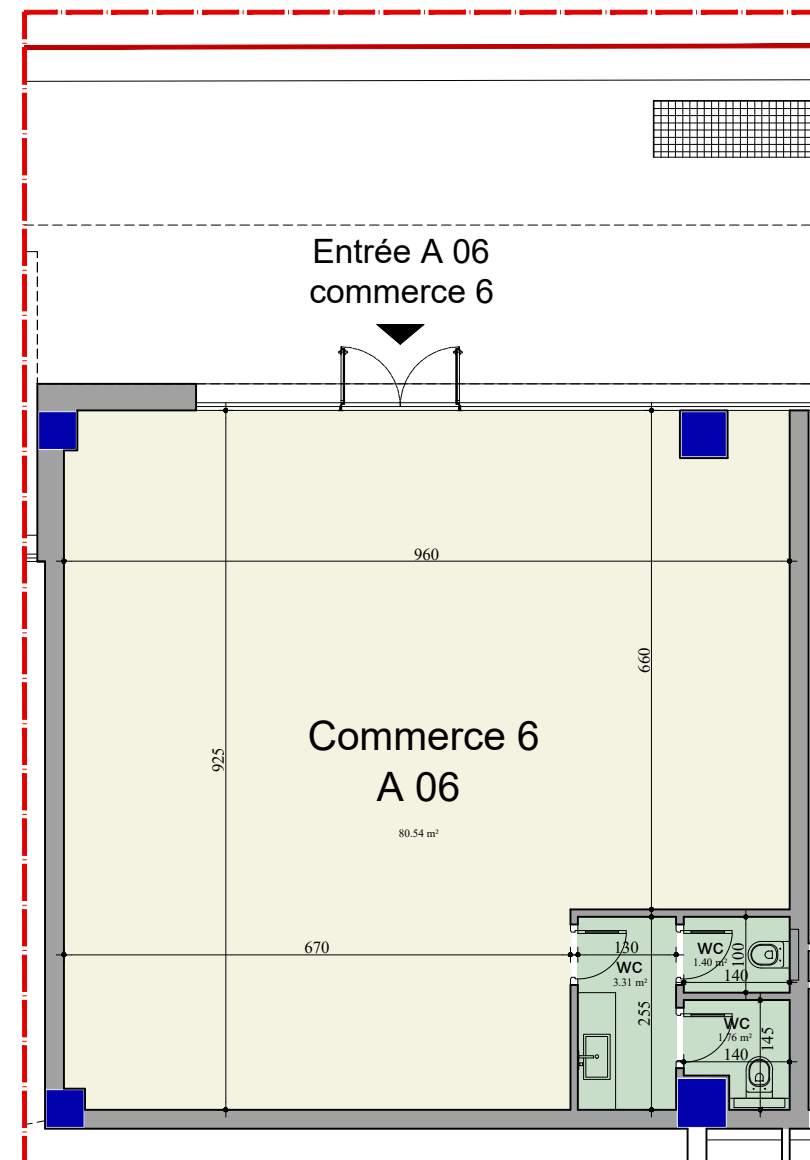 Entrée A 06
commerce 6
960
660
925
Commerce 6
A 06
80.54 m²
670
130
WC
3.31 m²
255
WC
1.40 m²
100
140
WC
1.76 m²
145
140